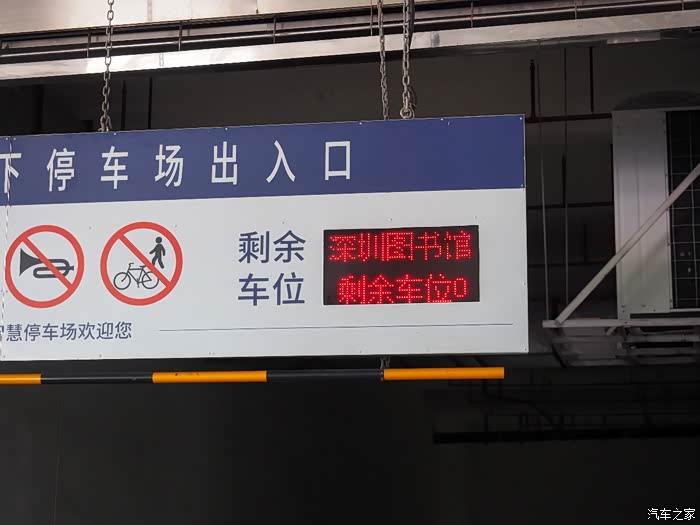 下停车场出入口
剩余
车位
深圳图书馆
剩余车位0
智慧停车场欢迎您
汽车之家